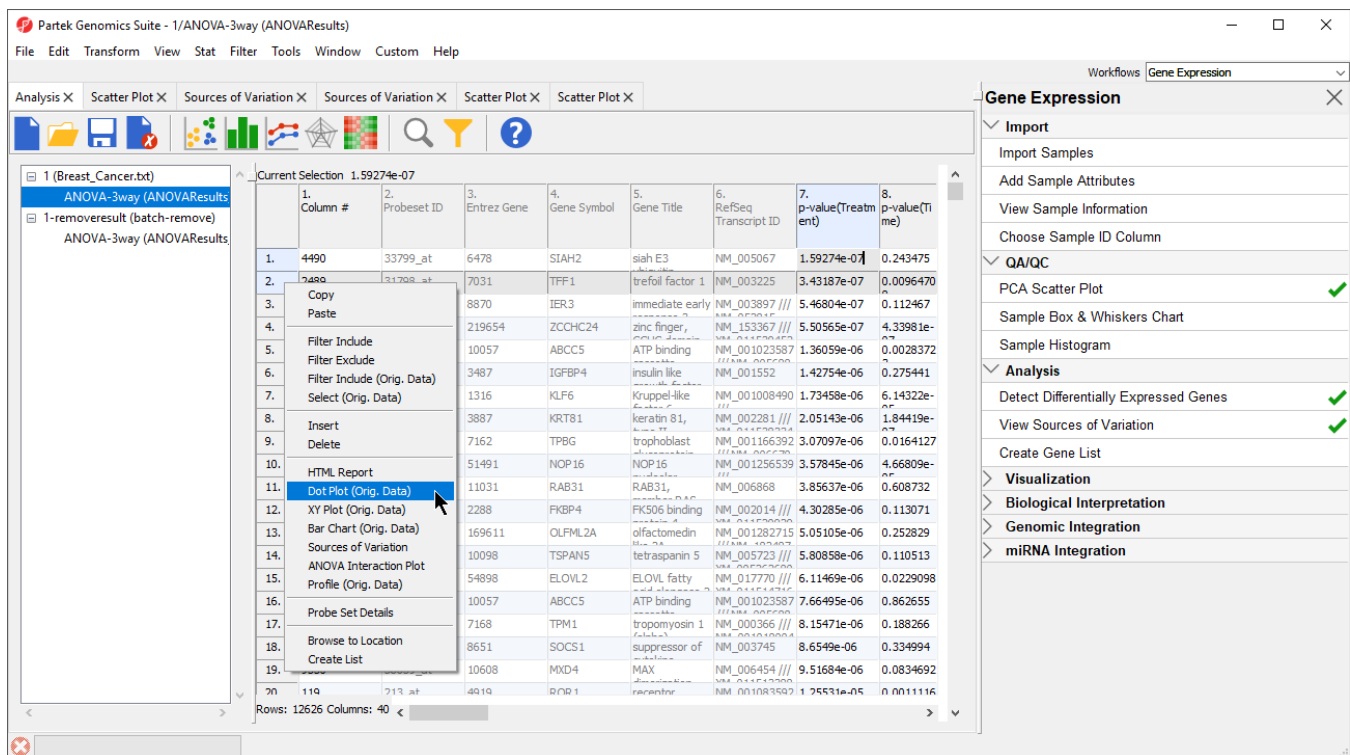 Partek Genomics Suite - 1/ANOVA-3way (ANOVAResults)
File Edit Transform View Stat Filter Tools Window Custom Help
Workflows Gene Expression
Analysis Scatter Plot Sources of Variation Sources of Variation Scatter Plot Scatter Plot
1 (Breast_Cancer.txt)
ANOVA-3way (ANOVAResults
1-removeresult (batch-remove)
ANOVA-3way (ANOVAResults
Current Selection 1.59274e-07
1. Column # 2. Probeset ID 3. Entrez Gene 4. Gene Symbol 5. Gene Title 6. RefSeq Transcript ID 7. p-value(Treatment) 8. p-value(Time)
1. 4490 33799_at 6478 SIAH2 siah E3 NM_005067 1.59274e-07 0.243475
2. 2489 31798_at 7031 TFF1 trefoil factor 1 NM_003225 3.43187e-07 0.0096470
3. 8870 IER3 immediate early NM_003897 /// 5.46804e-07 0.112467
4. 219654 ZCCHC24 zinc finger, NM_153367 /// 5.50565e-07 4.33981e-
5. 10057 ABCC5 ATP binding NM_001023587 1.36059e-06 0.0028372
6. 3487 IGFBP4 insulin like NM_001552 1.42754e-06 0.275441
7. 1316 KLF6 Kruppel-like NM_001008490 1.73458e-06 6.14322e-
8. 3887 KRT81 keratin 81, NM_002281 /// 2.05143e-06 1.84419e-
9. 7162 TPBG trophoblast NM_001166392 3.07097e-06 0.0164127
10. 51491 NOP16 NOP16 NM_001256539 3.57845e-06 4.66809e-
11. 11031 RAB31 RAB31, NM_006868 3.85637e-06 0.608732
12. 2288 FKBP4 FK506 binding NM_002014 /// 4.30285e-06 0.113071
13. 169611 OLFML2A olfactomedin NM_001282715 5.05105e-06 0.252829
14. 10098 TSPAN5 tetraspanin 5 NM_005723 /// 5.80858e-06 0.110513
15. 54898 ELOVL2 ELOVL fatty NM_017770 /// 6.11469e-06 0.0229098
16. 10057 ABCC5 ATP binding NM_001023587 7.66495e-06 0.862655
17. 7168 TPM1 tropomyosin 1 NM_000366 /// 8.15471e-06 0.188266
18. 8651 SOCS1 suppressor of NM_003745 8.6549e-06 0.334994
19. 10608 MXD4 MAX NM_006454 /// 9.51684e-06 0.0834692
20. 119 213_at 4919 ROR1 receptor NM_001083592 1.25531e-05 0.0011116
Rows: 12626 Columns: 40
Copy
Paste
Filter Include
Filter Exclude
Filter Include (Orig. Data)
Select (Orig. Data)
Insert
Delete
HTML Report
Dot Plot (Orig. Data)
XY Plot (Orig. Data)
Bar Chart (Orig. Data)
Sources of Variation
ANOVA Interaction Plot
Profile (Orig. Data)
Probe Set Details
Browse to Location
Create List
Gene Expression
Import
Import Samples
Add Sample Attributes
View Sample Information
Choose Sample ID Column
QA/QC
PCA Scatter Plot
Sample Box & Whiskers Chart
Sample Histogram
Analysis
Detect Differentially Expressed Genes
View Sources of Variation
Create Gene List
Visualization
Biological Interpretation
Genomic Integration
miRNA Integration